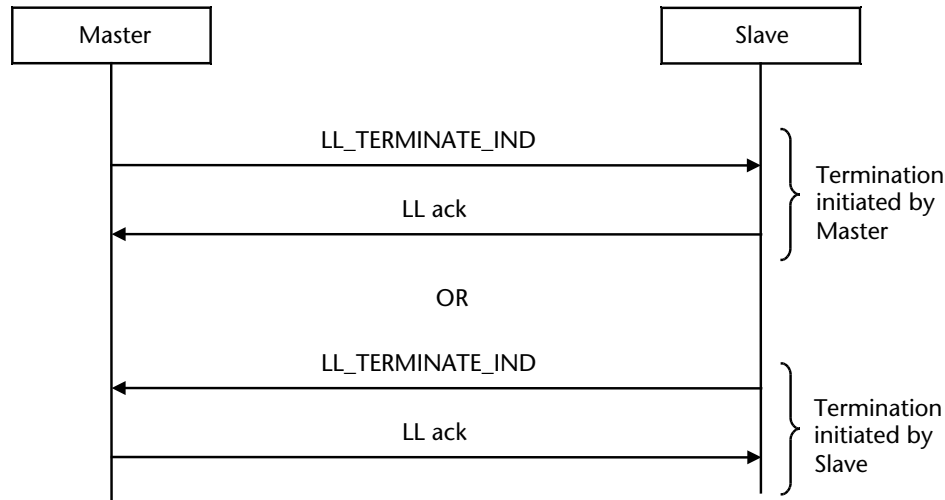 Master
Slave
LL_TERMINATE_IND
LL ack
Termination
initiated by
Master
OR
LL_TERMINATE_IND
LL ack
Termination
initiated by
Slave